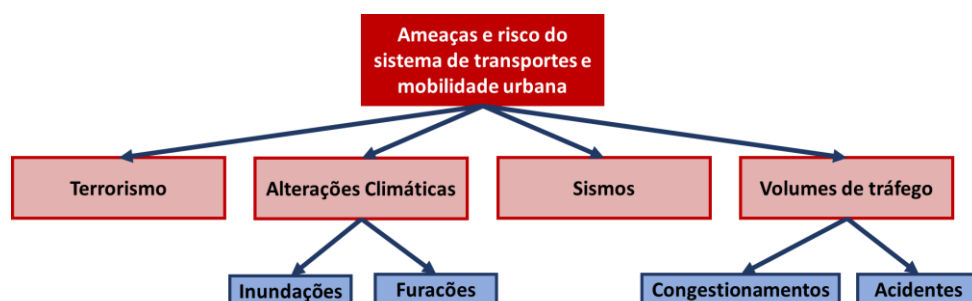 Ameaças e risco do
sistema de transportes e
mobilidade urbana
Terrorismo
Alterações Climáticas
Sismos
Volumes de tráfego
Inundações
Furacões
Congestionamentos
Acidentes